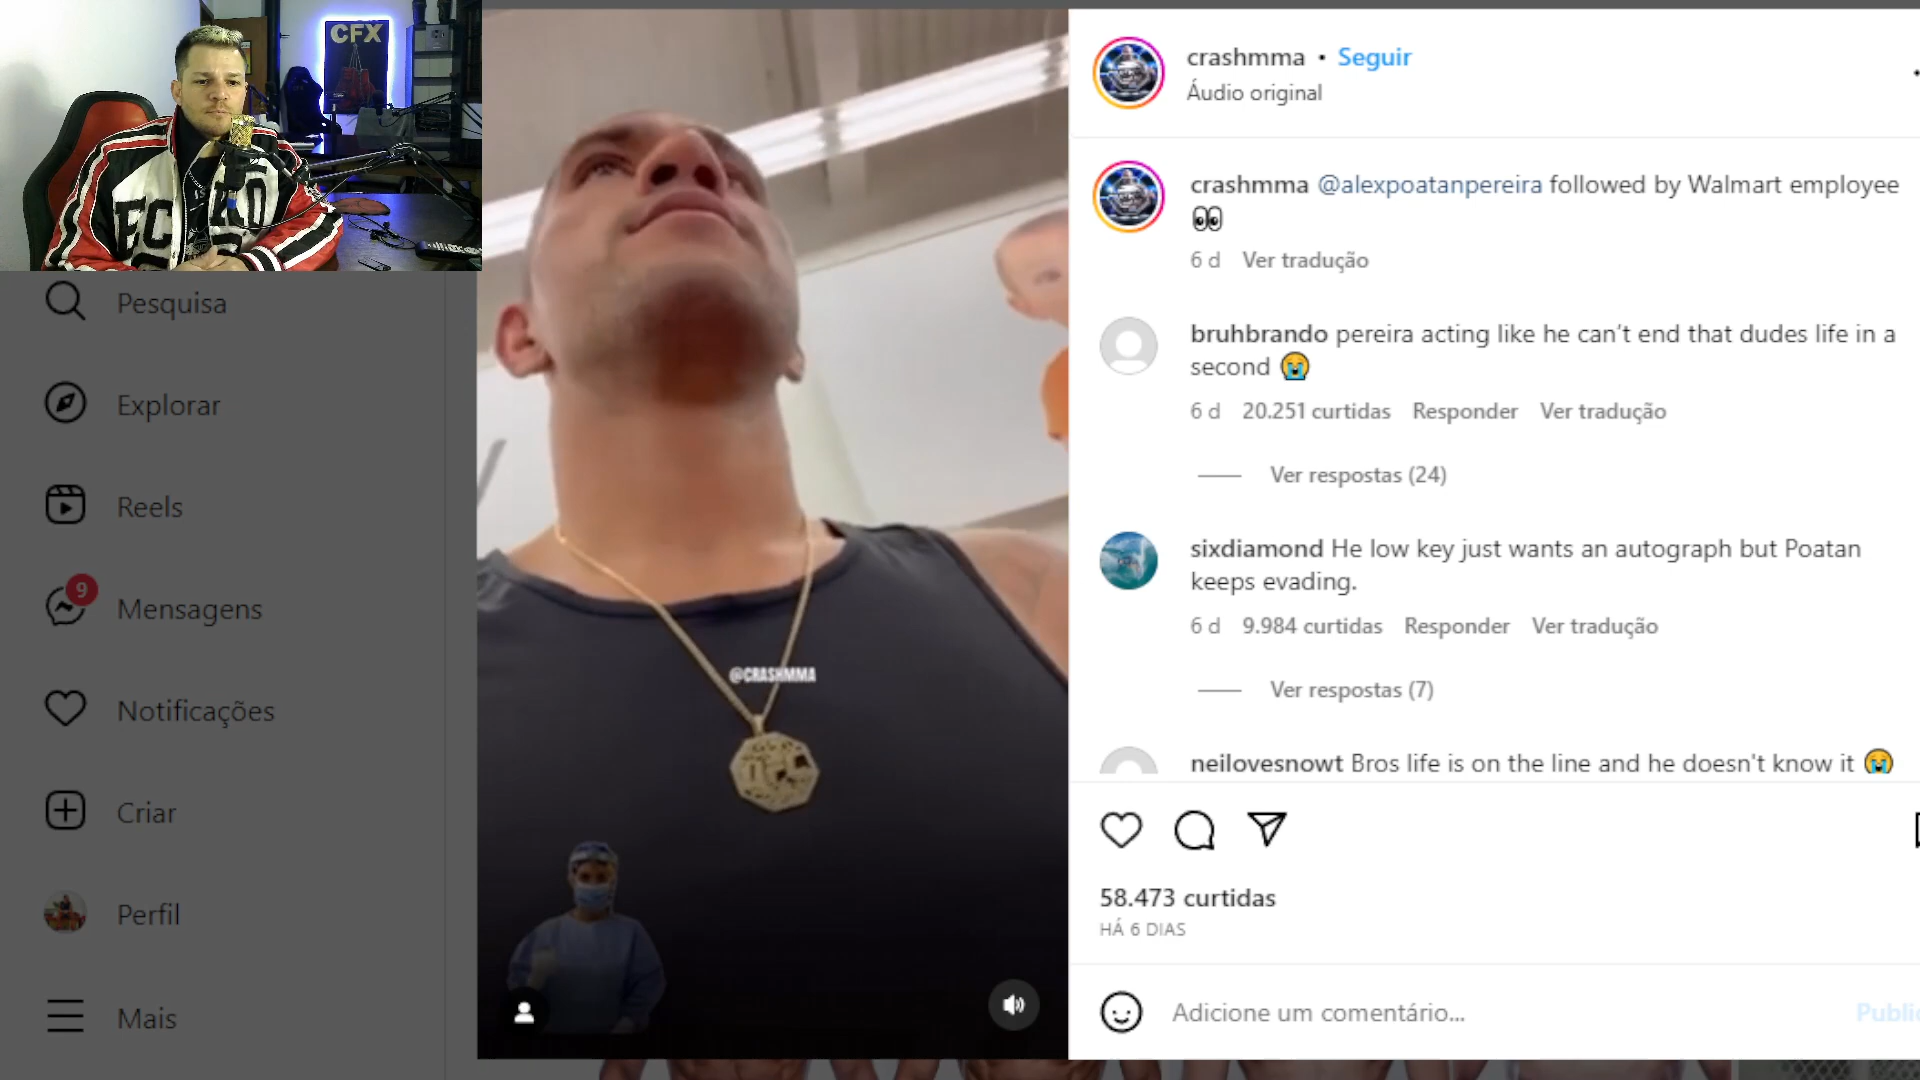 CFX
EC
Pesquisa
Explorar
Reels
9
Mensagens
Notificações
Criar
Perfil
Mais
@CRASHMMA
crashmma • Seguir
Áudio original
crashmma @alexpoatanpereira followed by Walmart employee
👀
6 d Ver tradução
bruhbrando pereira acting like he can’t end that dudes life in a
second 😭
6 d 20.251 curtidas Responder Ver tradução
Ver respostas (24)
sixdiamond He low key just wants an autograph but Poatan
keeps evading.
6 d 9.984 curtidas Responder Ver tradução
Ver respostas (7)
neilovesnowt Bros life is on the line and he doesn't know it 😭
58.473 curtidas
HÁ 6 DIAS
Adicione um comentário...